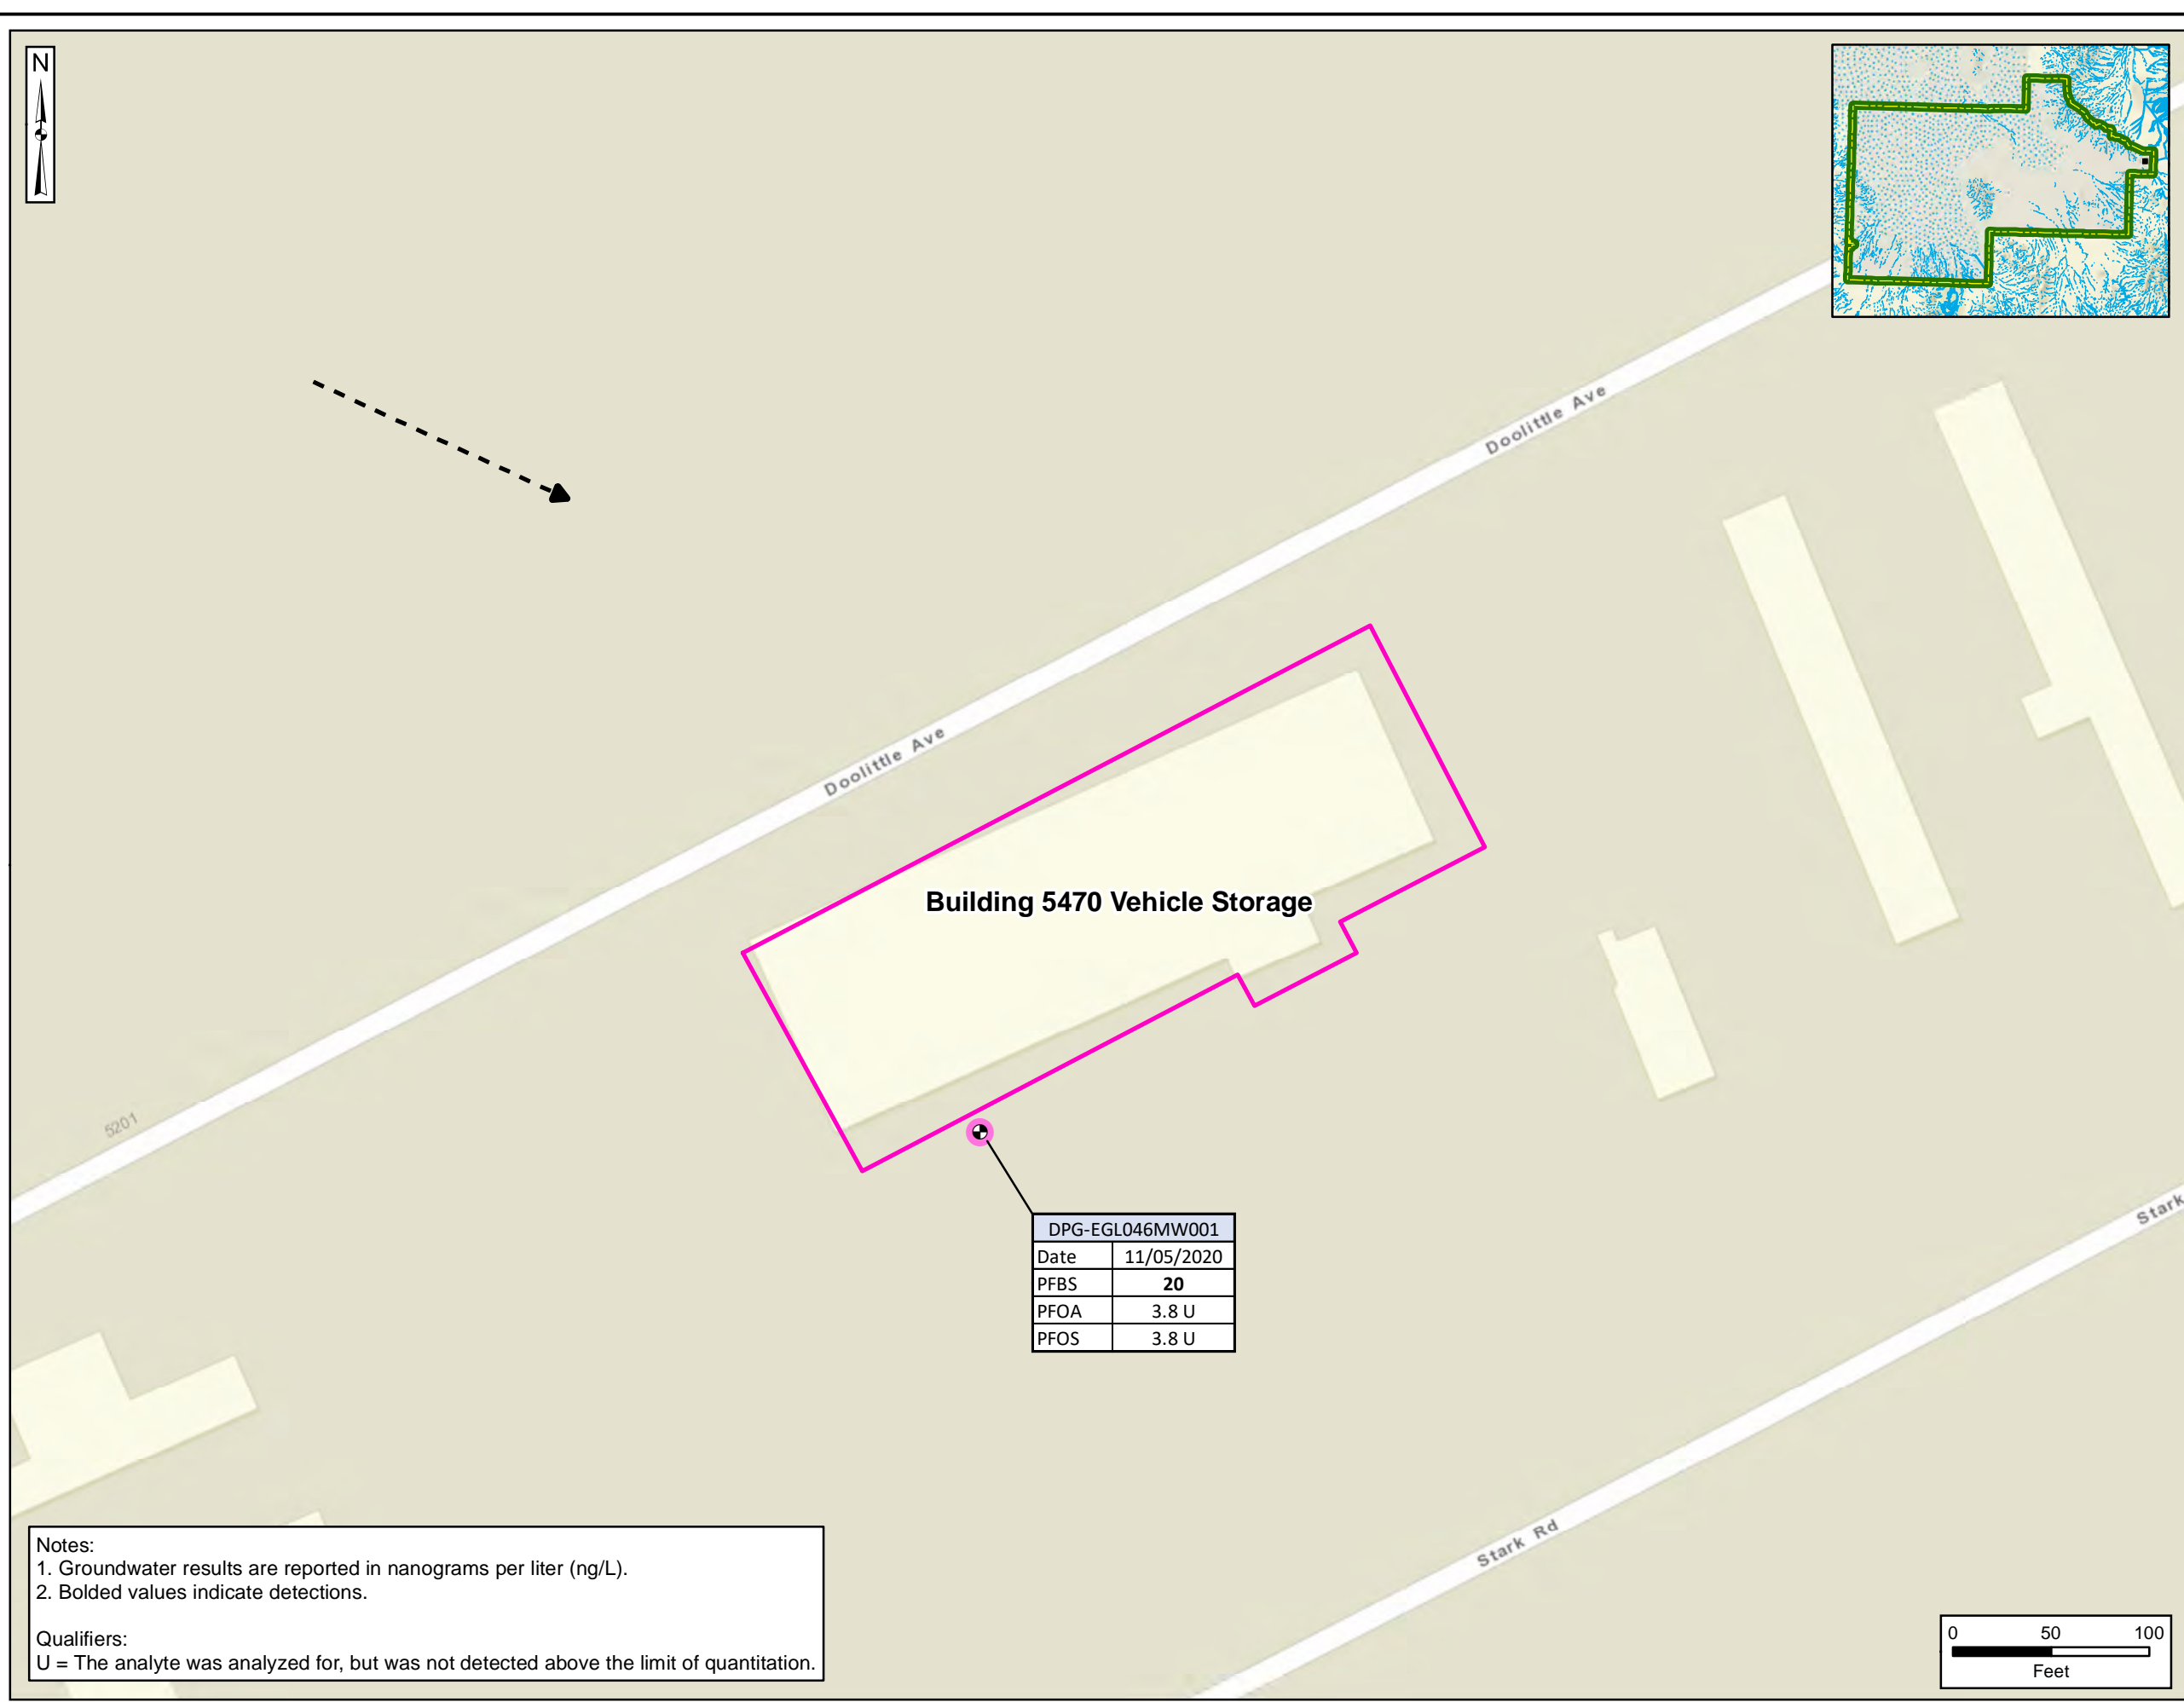 N
Doolittle Ave
Doolittle Ave
Building 5470 Vehicle Storage
5201
DPG-EGL046MW001
Date 11/05/2020
PFBS 20
PFOA 3.8 U
PFOS 3.8 U
Stark
Stark Rd
Notes:
1. Groundwater results are reported in nanograms per liter (ng/L).
2. Bolded values indicate detections.
Qualifiers:
U = The analyte was analyzed for, but was not detected above the limit of quantitation.
0 50 100
Feet